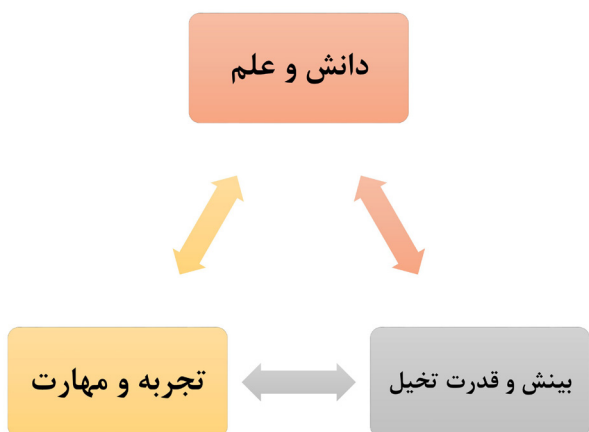 دانش و علم
بینش و قدرت تخیل
تجربه و مهارت